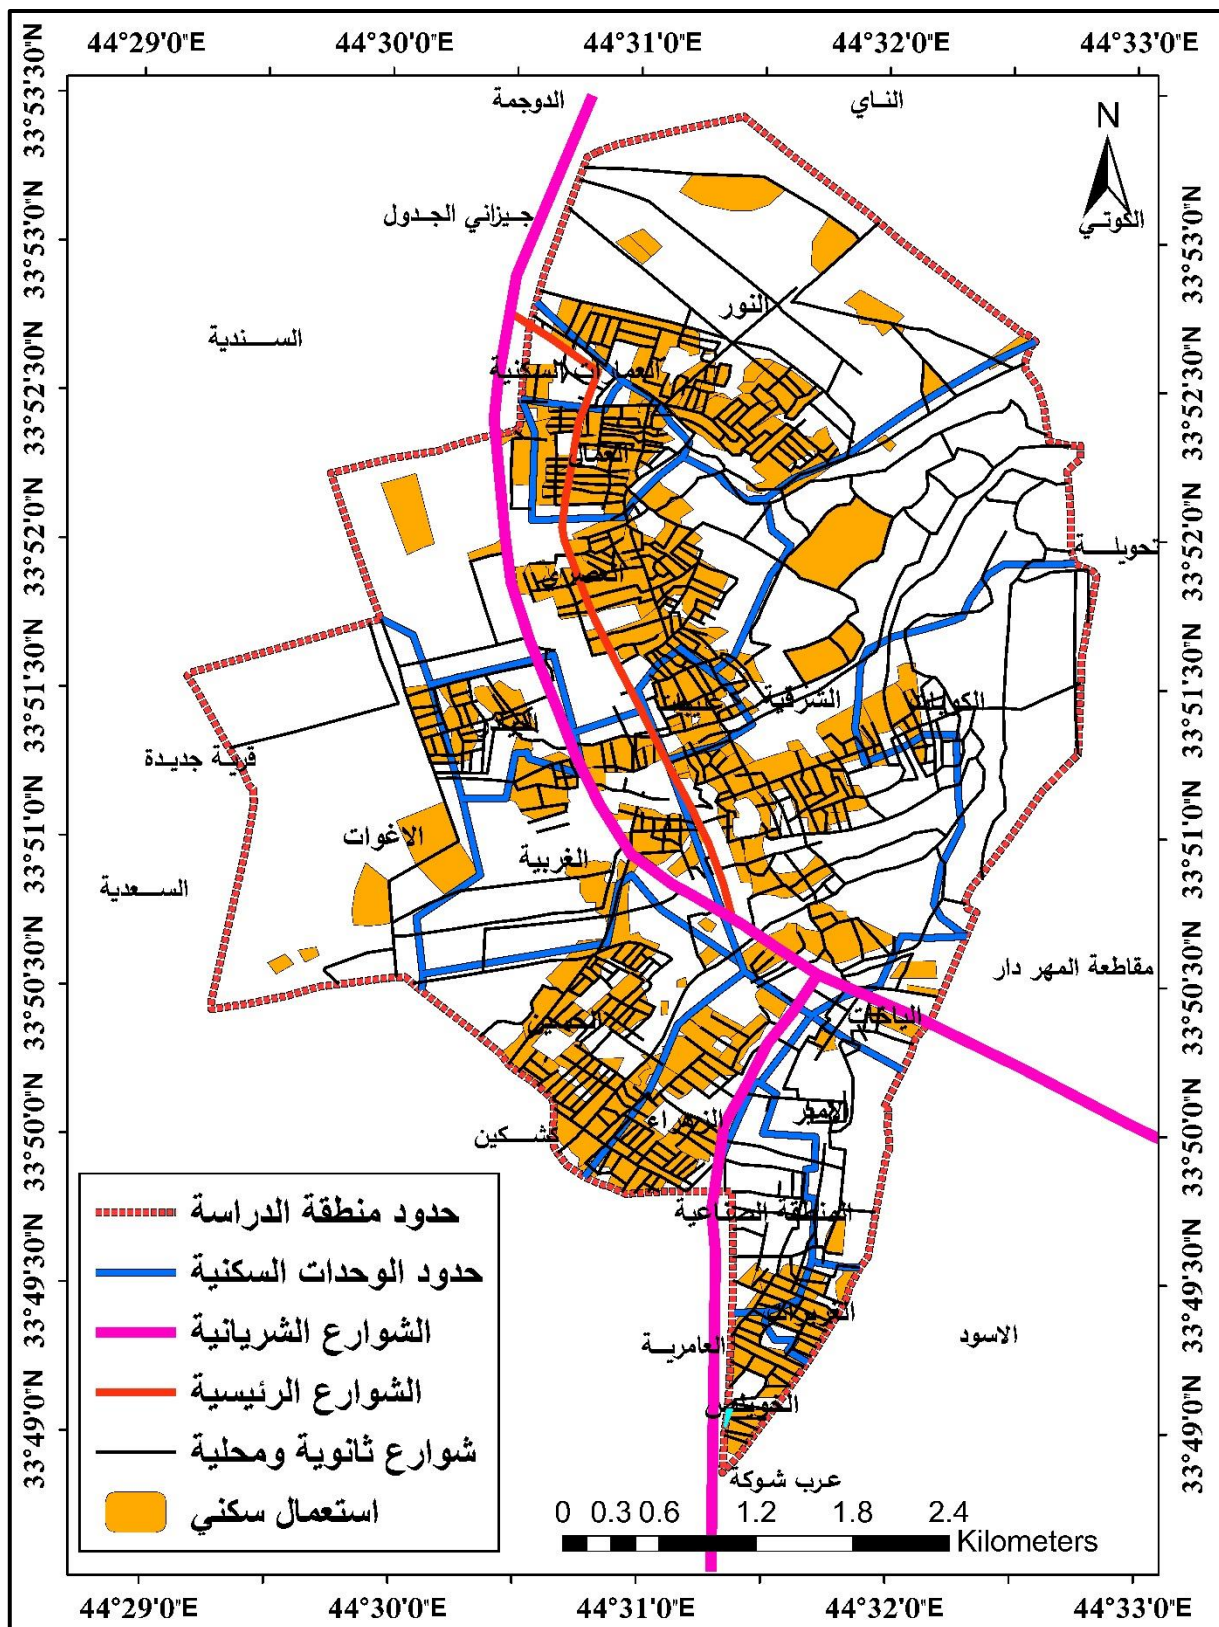 44°29'0"E 44°30'0"E 44°31'0"E 44°32'0"E 44°33'0"E
33°53'30"N
33°53'0"N
33°52'30"N
33°52'0"N
33°51'30"N
33°51'0"N
33°50'30"N
33°50'0"N
33°49'30"N
33°49'0"N
33°53'0"N
33°52'30"N
33°52'0"N
33°51'30"N
33°51'0"N
33°50'30"N
33°50'0"N
33°49'30"N
33°49'0"N
N
الدوجمة
الناي
جيزاني الجدول
الكوتي
النور
السندية
العمارات السكنية
العمال
تحويلة
العصري
الشرقية
الكوبات
قرية جديدة
الاغوات
الغربية
السعدية
مقاطعة المهر دار
الخمسين
الأمير
الزهراء
كشكين
المنطقة الصناعية
العامرية
الاسود
الخويلص
عرب شوكة
حدود منطقة الدراسة
حدود الوحدات السكنية
الشوارع الشريانية
الشوارع الرئيسية
شوارع ثانوية ومحلية
استعمال سكني
0 0.3 0.6 1.2 1.8 2.4
Kilometers
44°29'0"E 44°30'0"E 44°31'0"E 44°32'0"E 44°33'0"E